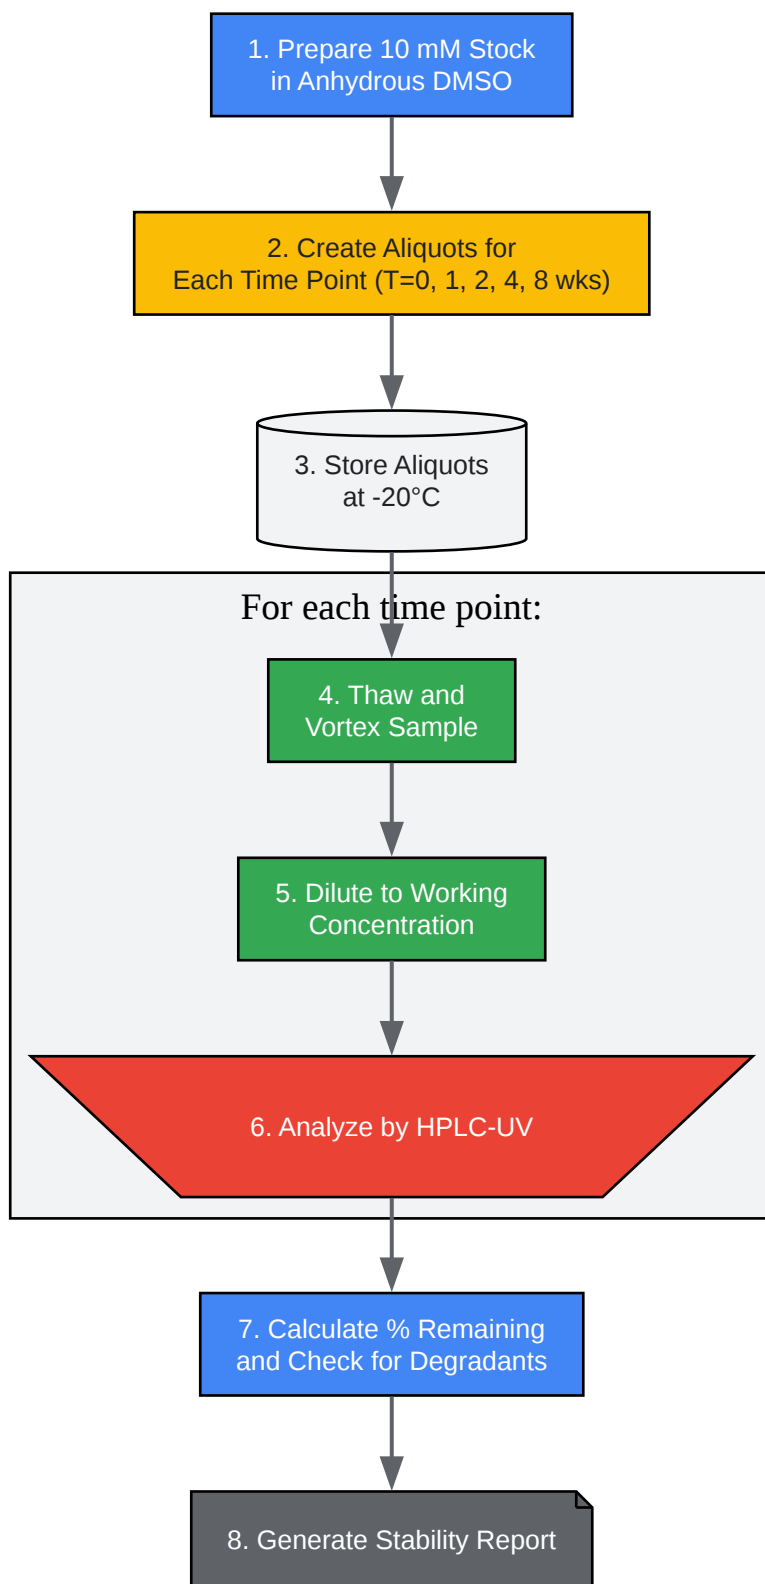 1. Prepare 10 mM Stock
in Anhydrous DMSO
2. Create Aliquots for
Each Time Point (T=0, 1, 2, 4, 8 wks)
3. Store Aliquots
at -20°C
For each time point:
4. Thaw and
Vortex Sample
5. Dilute to Working
Concentration
6. Analyze by HPLC-UV
7. Calculate % Remaining
and Check for Degradants
8. Generate Stability Report